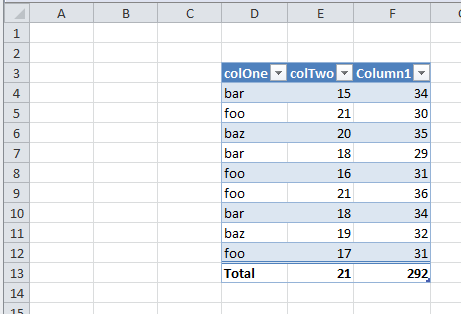 A B C D E F
1
2
3 colOne colTwo Column1
4 bar 15 34
5 foo 21 30
6 baz 20 35
7 bar 18 29
8 foo 16 31
9 foo 21 36
10 bar 18 34
11 baz 19 32
12 foo 17 31
13 Total 21 292
14